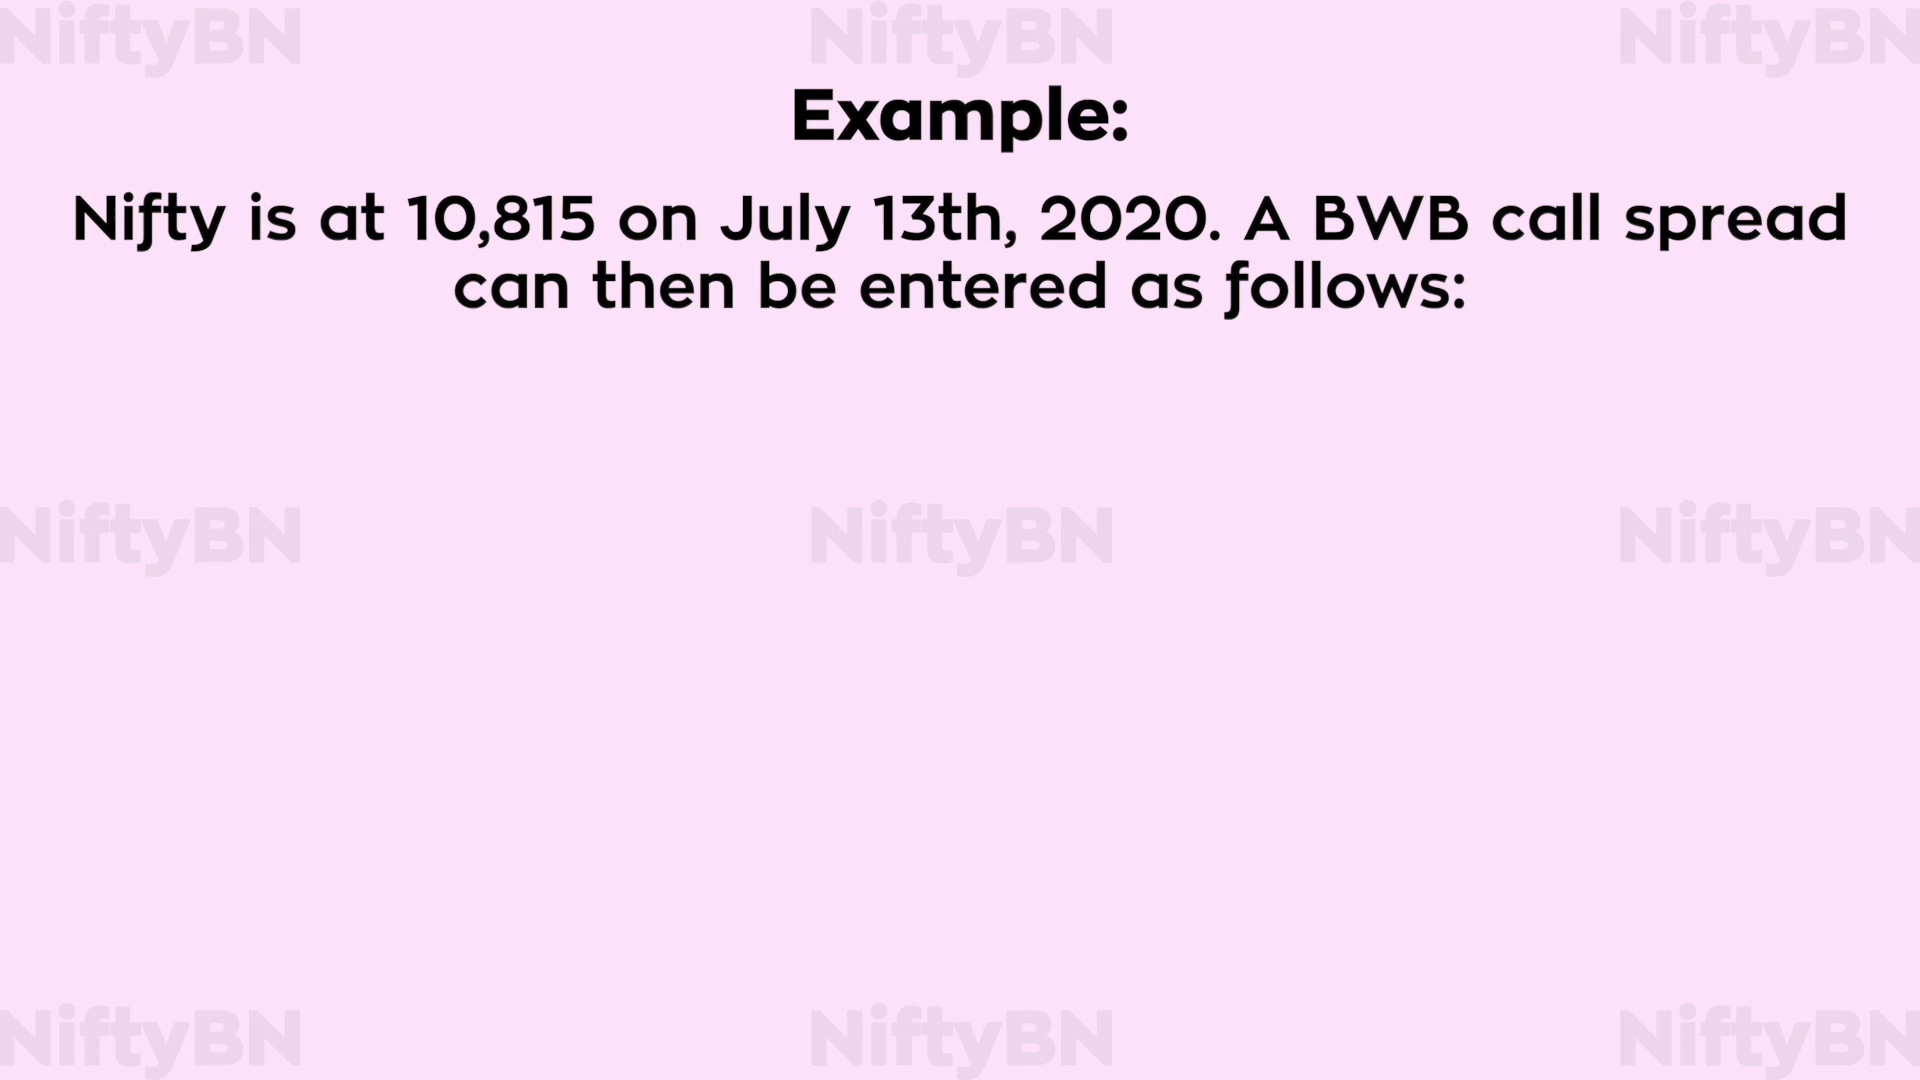 NiftyBN NiftyBN NiftyBN
Example:
Nifty is at 10,815 on July 13th, 2020. A BWB call spread
can then be entered as follows:
NiftyBN NiftyBN NiftyBN
NiftyBN NiftyBN NiftyBN